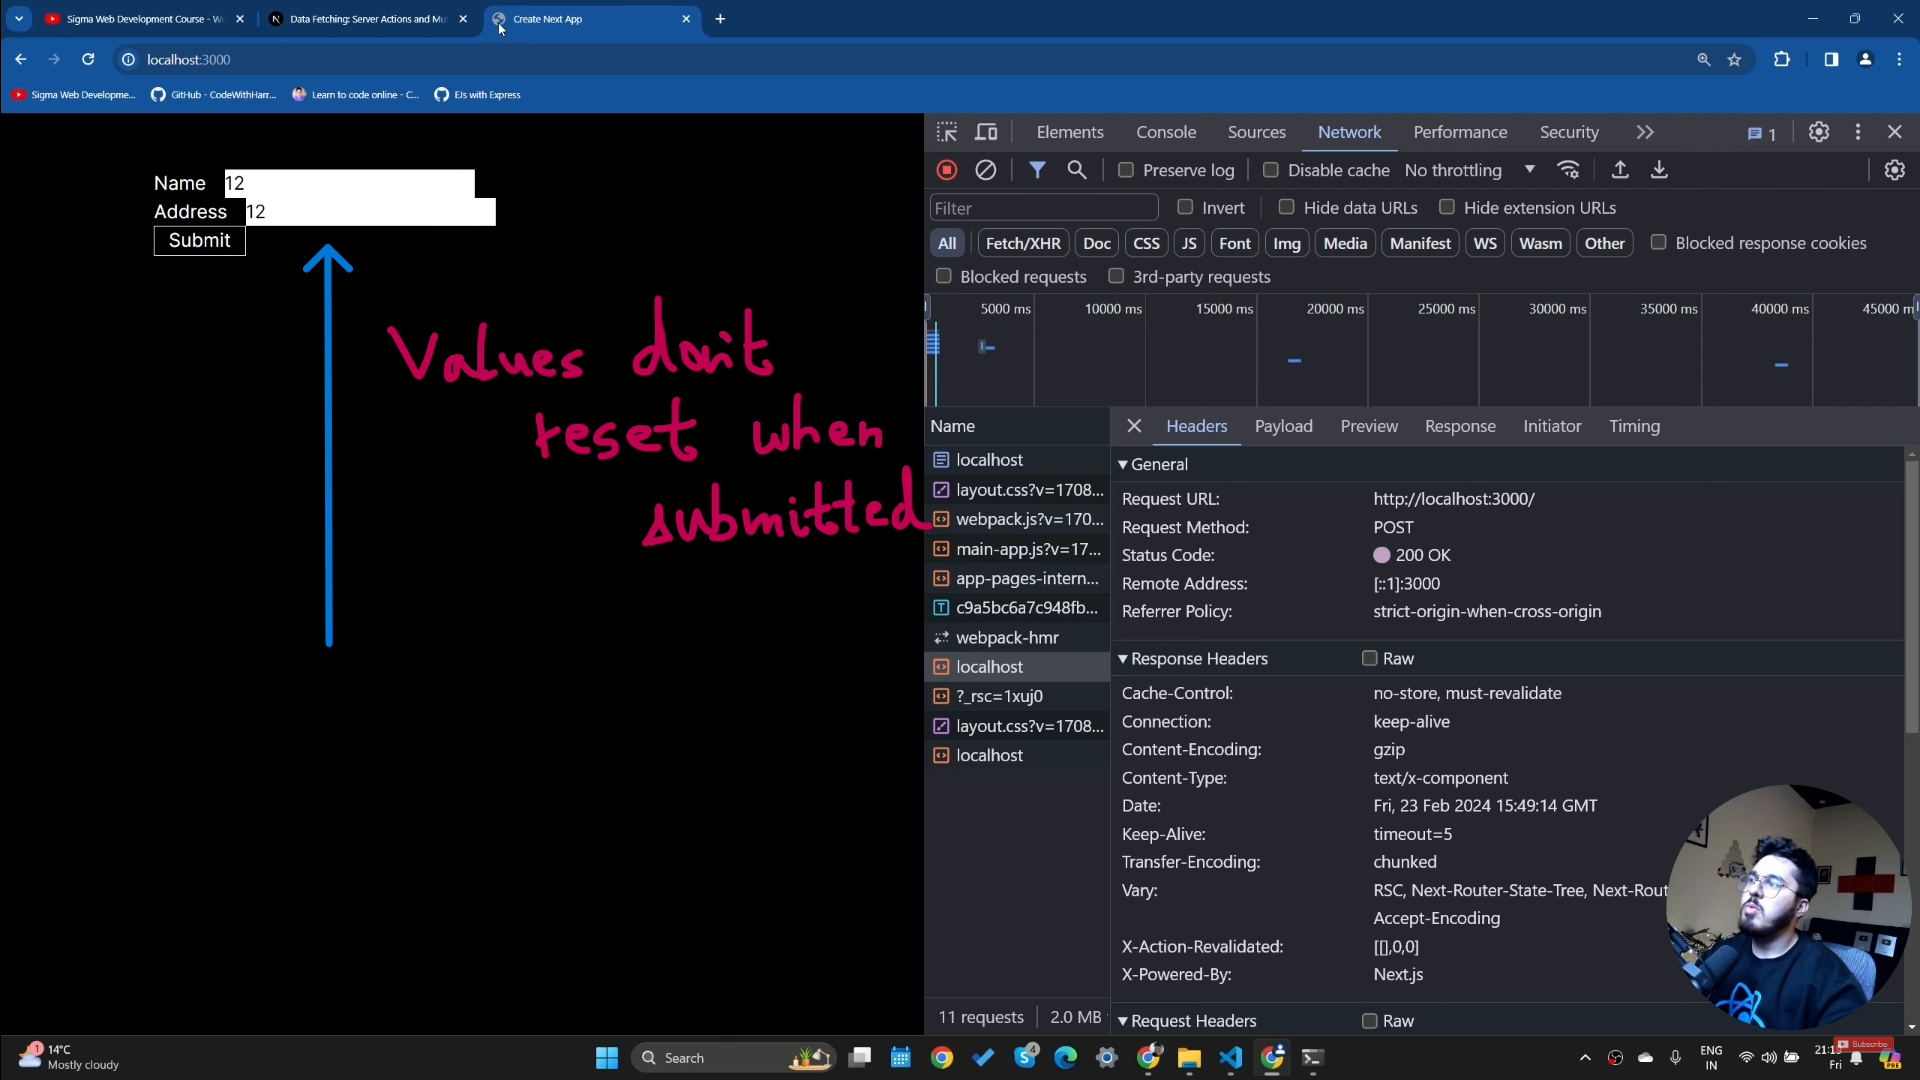 Sigma Web Development Course - W
Data Fetching: Server Actions and Mu
Create Next App
localhost:3000
Sigma Web Developme...
GitHub - CodeWithHarr...
Learn to code online - C...
EJs with Express
Name 12
Address 12
Submit
Values don't
reset when
submitted
Elements Console Sources Network Performance Security 1
Preserve log Disable cache No throttling
Filter Invert Hide data URLs Hide extension URLs
All Fetch/XHR Doc CSS JS Font Img Media Manifest WS Wasm Other Blocked response cookies
Blocked requests 3rd-party requests
5000 ms 10000 ms 15000 ms 20000 ms 25000 ms 30000 ms 35000 ms 40000 ms 45000 m
Name
localhost
layout.css?v=1708...
webpack.js?v=170...
main-app.js?v=17...
app-pages-intern...
c9a5bc6a7c948fb...
webpack-hmr
localhost
?_rsc=1xuj0
layout.css?v=1708...
localhost
11 requests 2.0 MB
Headers Payload Preview Response Initiator Timing
General
Request URL: http://localhost:3000/
Request Method: POST
Status Code: 200 OK
Remote Address: [::1]:3000
Referrer Policy: strict-origin-when-cross-origin
Response Headers Raw
Cache-Control: no-store, must-revalidate
Connection: keep-alive
Content-Encoding: gzip
Content-Type: text/x-component
Date: Fri, 23 Feb 2024 15:49:14 GMT
Keep-Alive: timeout=5
Transfer-Encoding: chunked
Vary: RSC, Next-Router-State-Tree, Next-Rout
Accept-Encoding
X-Action-Revalidated: [[],0,0]
X-Powered-By: Next.js
Request Headers Raw
1
14°C
Mostly cloudy
Search
4
ENG
IN
Fri
Subscribe
PRE